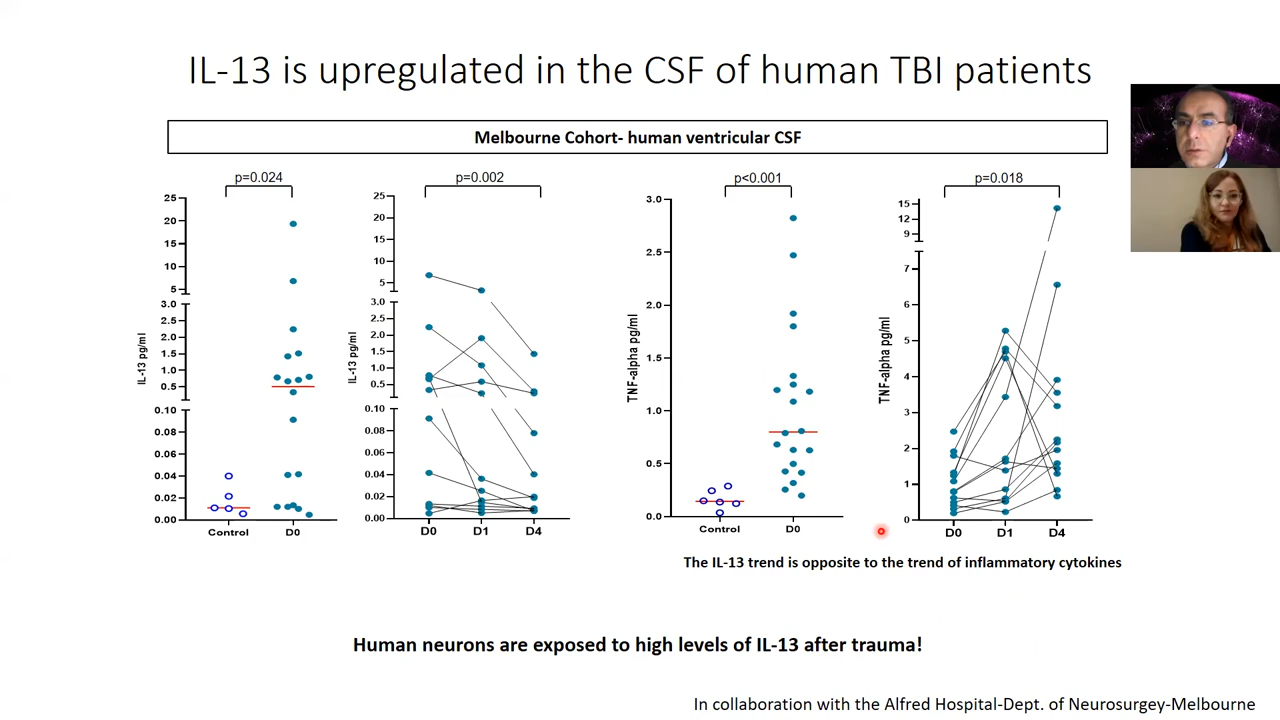 IL-13 is upregulated in the CSF of human TBI patients
Melbourne Cohort- human ventricular CSF
p=0.024
p=0.002
p<0.001
p=0.018
IL-13 pg/ml
25
20
15
10
5
3.0
2.5
2.0
1.5
1.0
0.5
0.10
0.08
0.06
0.04
0.02
0.00
Control
D0
IL-13 pg/ml
25
20
15
10
5
3.0
2.5
2.0
1.5
1.0
0.5
0.10
0.08
0.06
0.04
0.02
0.00
D0
D1
D4
TNF-alpha pg/ml
3.0
2.5
2.0
1.5
1.0
0.5
0.0
Control
D0
TNF-alpha pg/ml
15
12
9
7
6
5
4
3
2
1
0
D0
D1
D4
The IL-13 trend is opposite to the trend of inflammatory cytokines
Human neurons are exposed to high levels of IL-13 after trauma!
In collaboration with the Alfred Hospital-Dept. of Neurosurgey-Melbourne